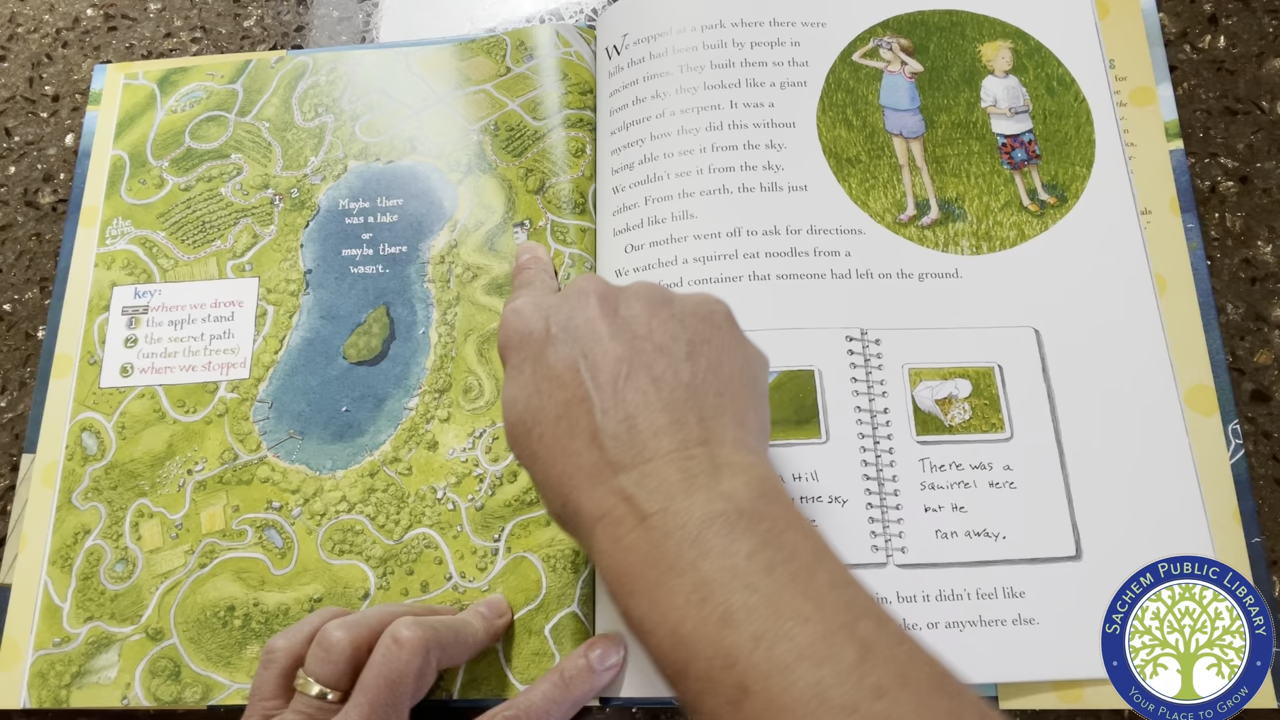 Maybe there
was a lake
or
maybe there
wasn't.
the
farm
1
2
3
key:
where we drove
1 the apple stand
2 the secret path
(under the trees)
3 where we stopped
We stopped at a park where there were
hills that had been built by people in
ancient times. They built them so that
from the sky, they looked like a giant
sculpture of a serpent. It was a
mystery how they did this without
being able to see it from the sky.
We couldn't see it from the sky,
either. From the earth, the hills just
looked like hills.
Our mother went off to ask for directions.
We watched a squirrel eat noodles from a
food container that someone had left on the ground.
Hill
the sky
There was a
squirrel Here
but He
ran away.
but it didn't feel like
or anywhere else.
for
the
als
SACHEM PUBLIC LIBRARY
YOUR PLACE TO GROW